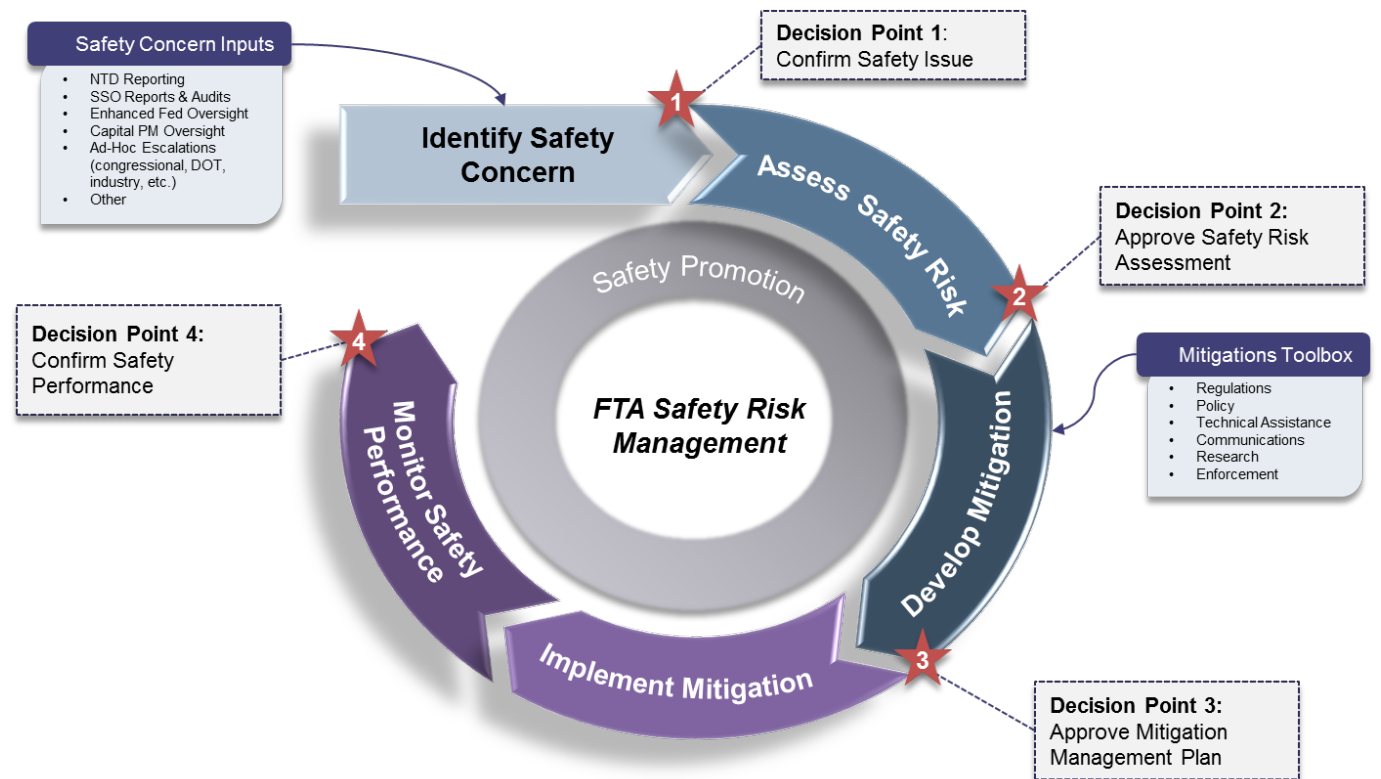 Safety Concern Inputs
• NTD Reporting
• SSO Reports & Audits
• Enhanced Fed Oversight
• Capital PM Oversight
• Ad-Hoc Escalations
(congressional, DOT,
industry, etc.)
• Other
Decision Point 1:
Confirm Safety Issue
1
Identify Safety
Concern
Assess Safety Risk
Decision Point 2:
Approve Safety Risk
Assessment
2
Safety Promotion
FTA Safety Risk
Management
Mitigations Toolbox
• Regulations
• Policy
• Technical Assistance
• Communications
• Research
• Enforcement
Develop Mitigation
3
Decision Point 3:
Approve Mitigation
Management Plan
Implement Mitigation
Monitor Safety
Performance
4
Decision Point 4:
Confirm Safety
Performance